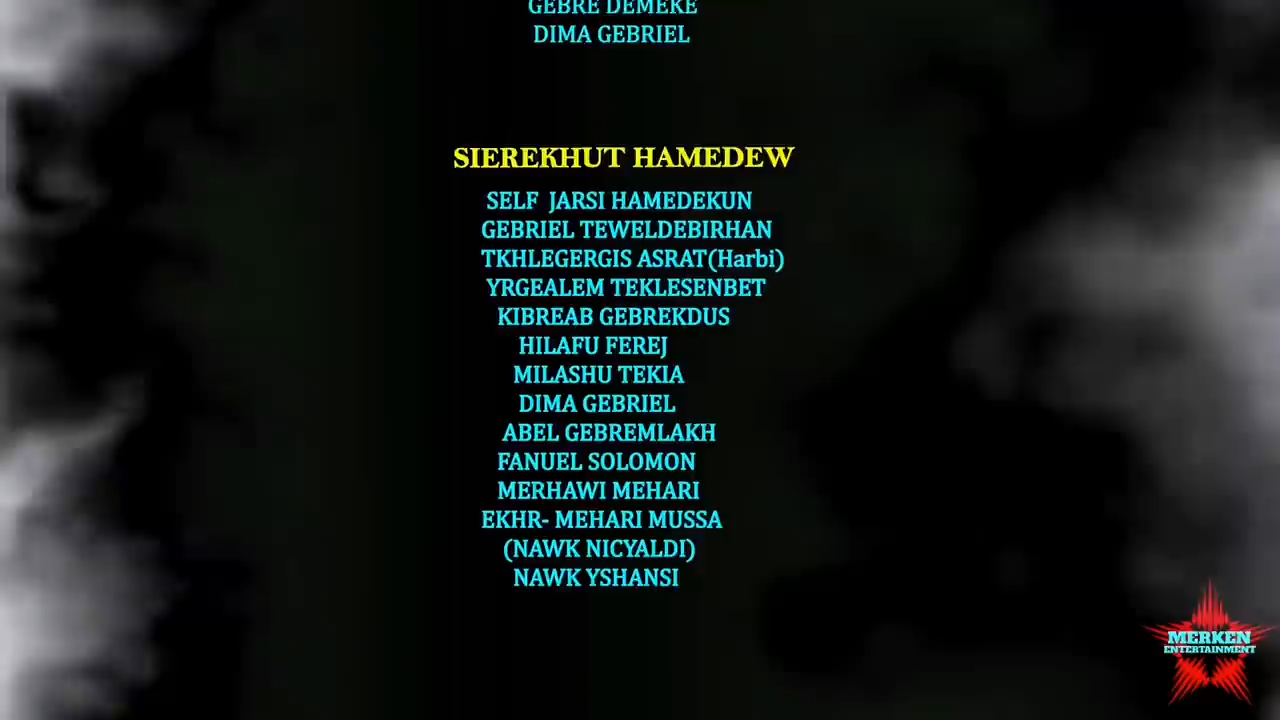 GEBRE DEMEKE
DIMA GEBRIEL
SIEREKHUT HAMEDEW
SELF JARSI HAMEDEKUN
GEBRIEL TEWELDEBIRHAN
TKHLEGERGIS ASRAT(Harbi)
YRGEALEM TEKLESENBET
KIBREAB GEBREKDUS
HILAFU FEREJ
MILASHU TEKIA
DIMA GEBRIEL
ABEL GEBREMLAKH
FANUEL SOLOMON
MERHAWI MEHARI
EKHR- MEHARI MUSSA
(NAWK NICYALDI)
NAWK YSHANSI
MERKEN
ENTERTAINMENT